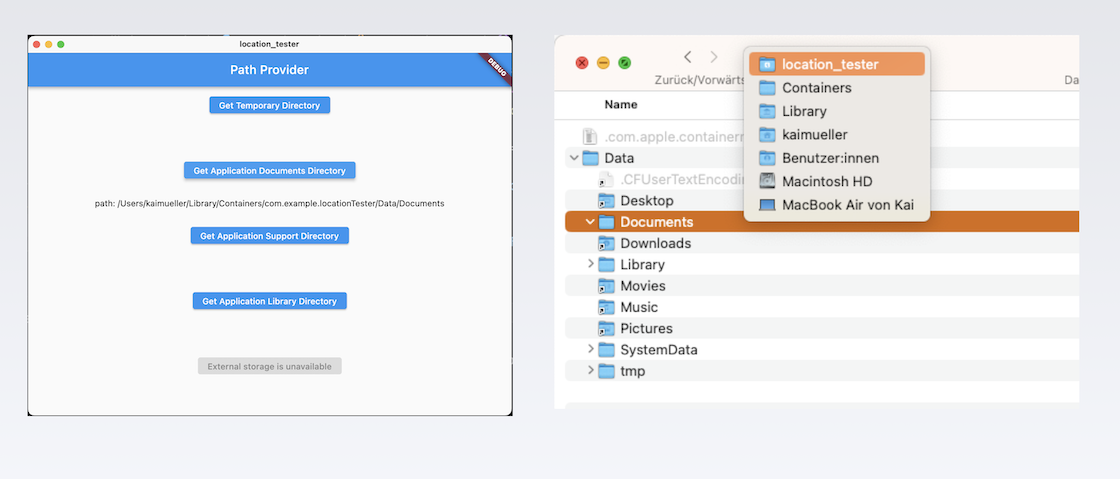 location_tester
Path Provider
DEBUG
Get Temporary Directory
Get Application Documents Directory
path: /Users/kaimueller/Library/Containers/com.example.locationTester/Data/Documents
Get Application Support Directory
Get Application Library Directory
External storage is unavailable
Zurück/Vorwärts
Da
Name
.com.apple.container
Data
.CFUserTextEncodin
Desktop
Documents
Downloads
Library
Movies
Music
Pictures
SystemData
tmp
location_tester
Containers
Library
kaimueller
Benutzer:innen
Macintosh HD
MacBook Air von Kai